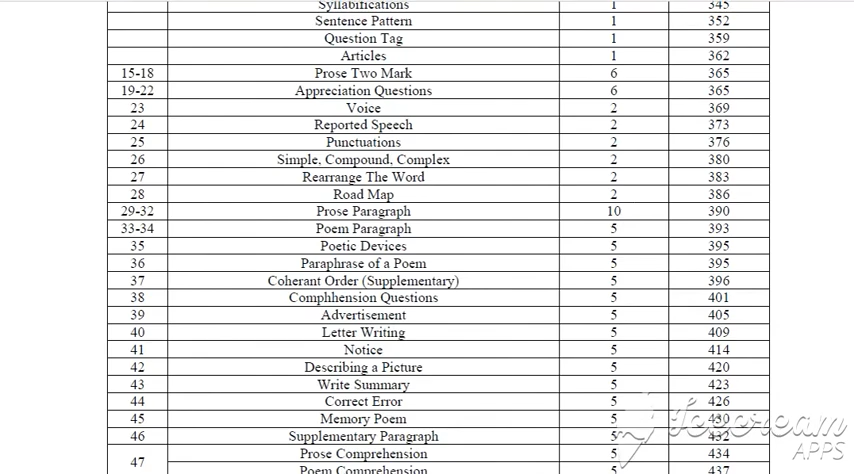 Syllabifications 1 345
Sentence Pattern 1 352
Question Tag 1 359
Articles 1 362
15-18 Prose Two Mark 6 365
19-22 Appreciation Questions 6 365
23 Voice 2 369
24 Reported Speech 2 373
25 Punctuations 2 376
26 Simple, Compound, Complex 2 380
27 Rearrange The Word 2 383
28 Road Map 2 386
29-32 Prose Paragraph 10 390
33-34 Poem Paragraph 5 393
35 Poetic Devices 5 395
36 Paraphrase of a Poem 5 395
37 Coherant Order (Supplementary) 5 396
38 Comphhension Questions 5 401
39 Advertisement 5 405
40 Letter Writing 5 409
41 Notice 5 414
42 Describing a Picture 5 420
43 Write Summary 5 423
44 Correct Error 5 426
45 Memory Poem 5 430
46 Supplementary Paragraph 5 432
47 Prose Comprehension 5 434
Poem Comprehension 5 437
Icecream
APPS